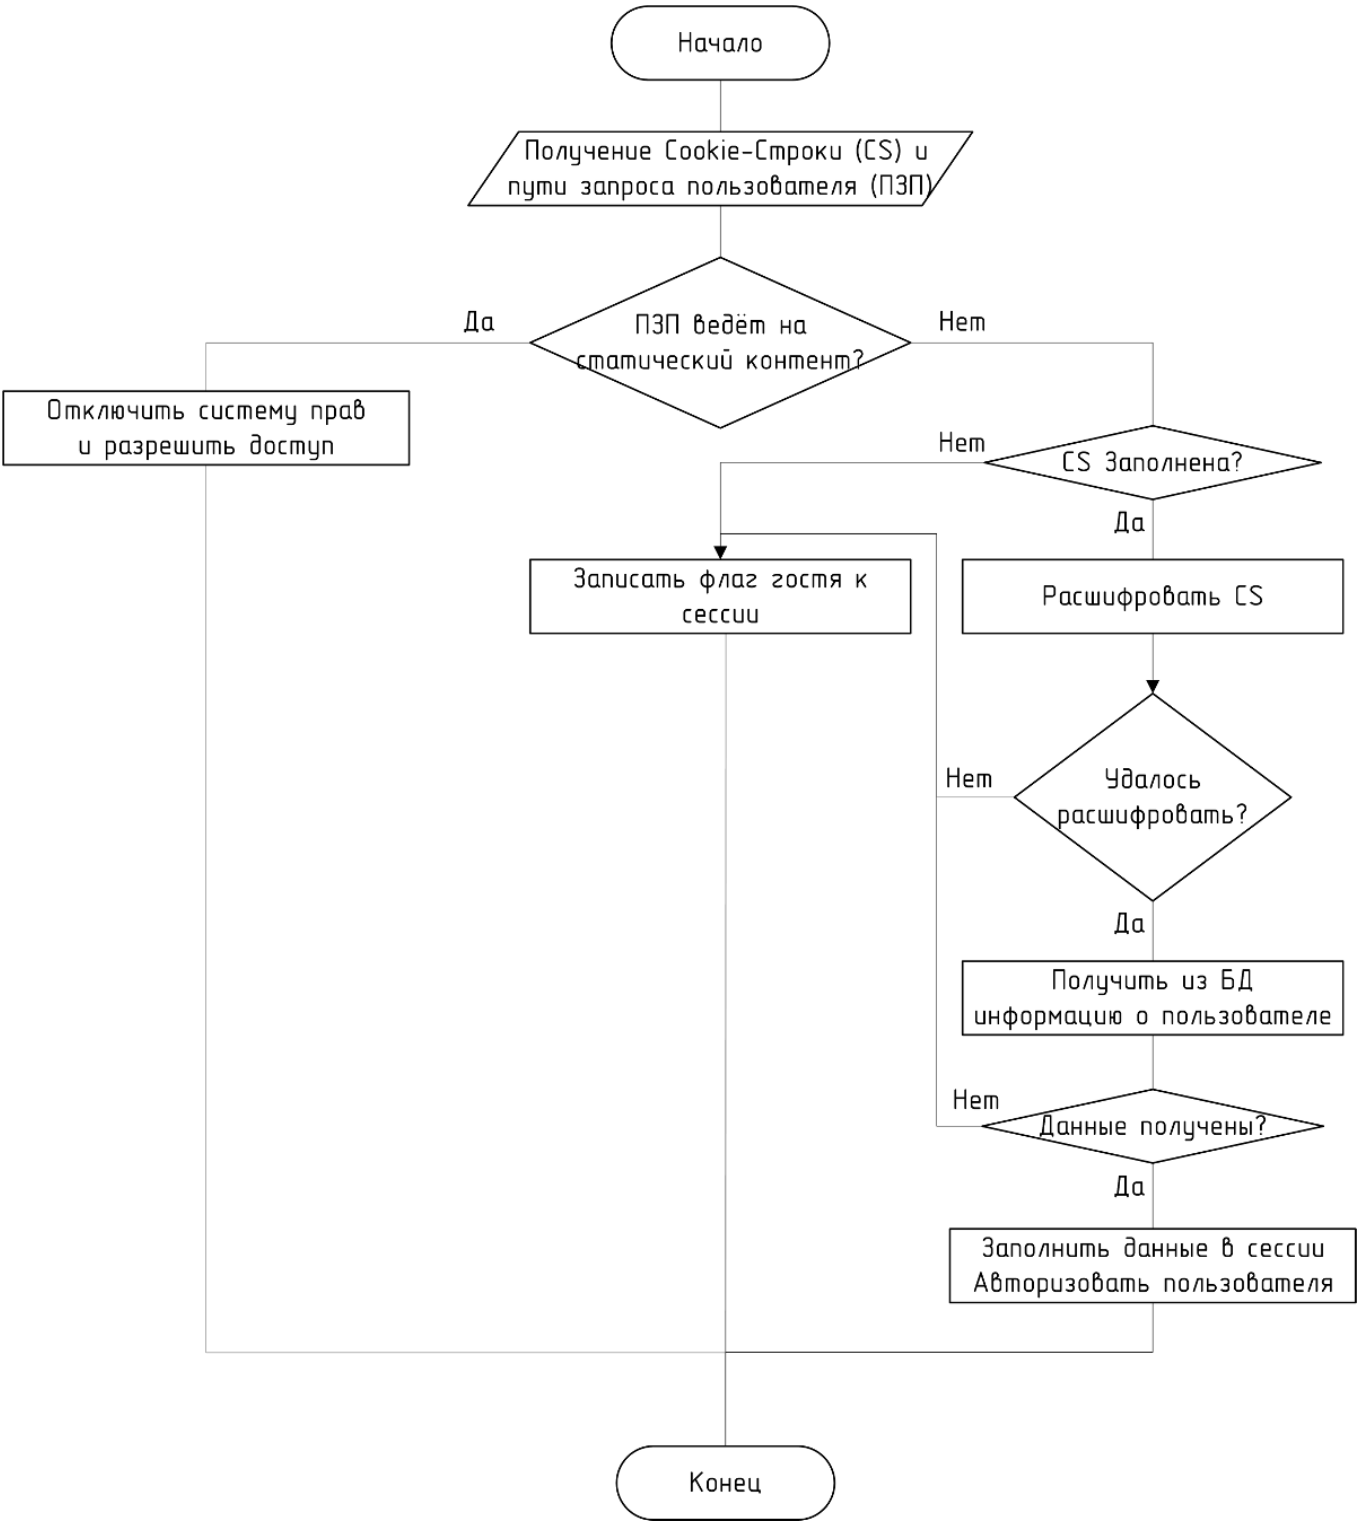 Начало
Получение Cookie-Строки (CS) и
пути запроса пользователя (ПЗП)
Да
ПЗП ведёт на
статический контент?
Нет
Отключить систему прав
и разрешить доступ
Нет
CS Заполнена?
Да
Записать флаг гостя к
сессии
Расшифровать CS
Нет
Удалось
расшифровать?
Да
Получить из БД
информацию о пользователе
Нет
Данные получены?
Да
Заполнить данные в сессии
Авторизовать пользователя
Конец